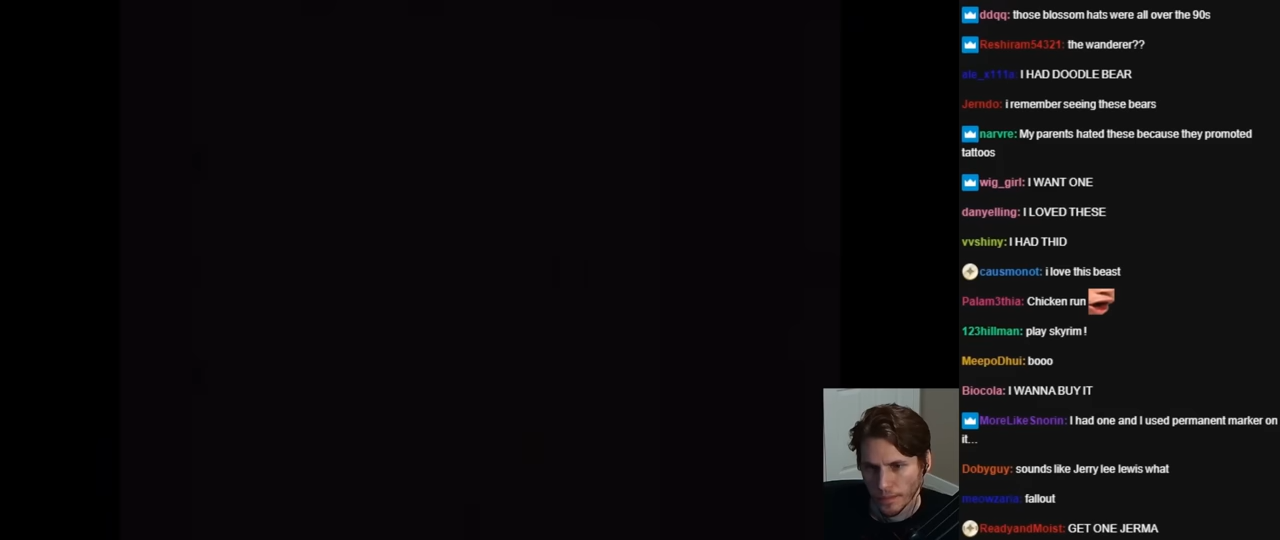 ddqq: those blossom hats were all over the 90s
Reshiram54321: the wanderer??
ale_x111x: I HAD DOODLE BEAR
Jerndo: i remember seeing these bears
narvre: My parents hated these because they promoted
tattoos
wig_girl: I WANT ONE
danyelling: I LOVED THESE
vvshiny: I HAD THID
causmonot: i love this beast
Palam3thia: Chicken run
123hillman: play skyrim !
MeepoDhui: booo
Biocola: I WANNA BUY IT
MoreLikeSnorin: I had one and I used permanent marker on
it...
Dobyguy: sounds like Jerry lee lewis what
meowzaria: fallout
ReadyandMoist: GET ONE JERMA